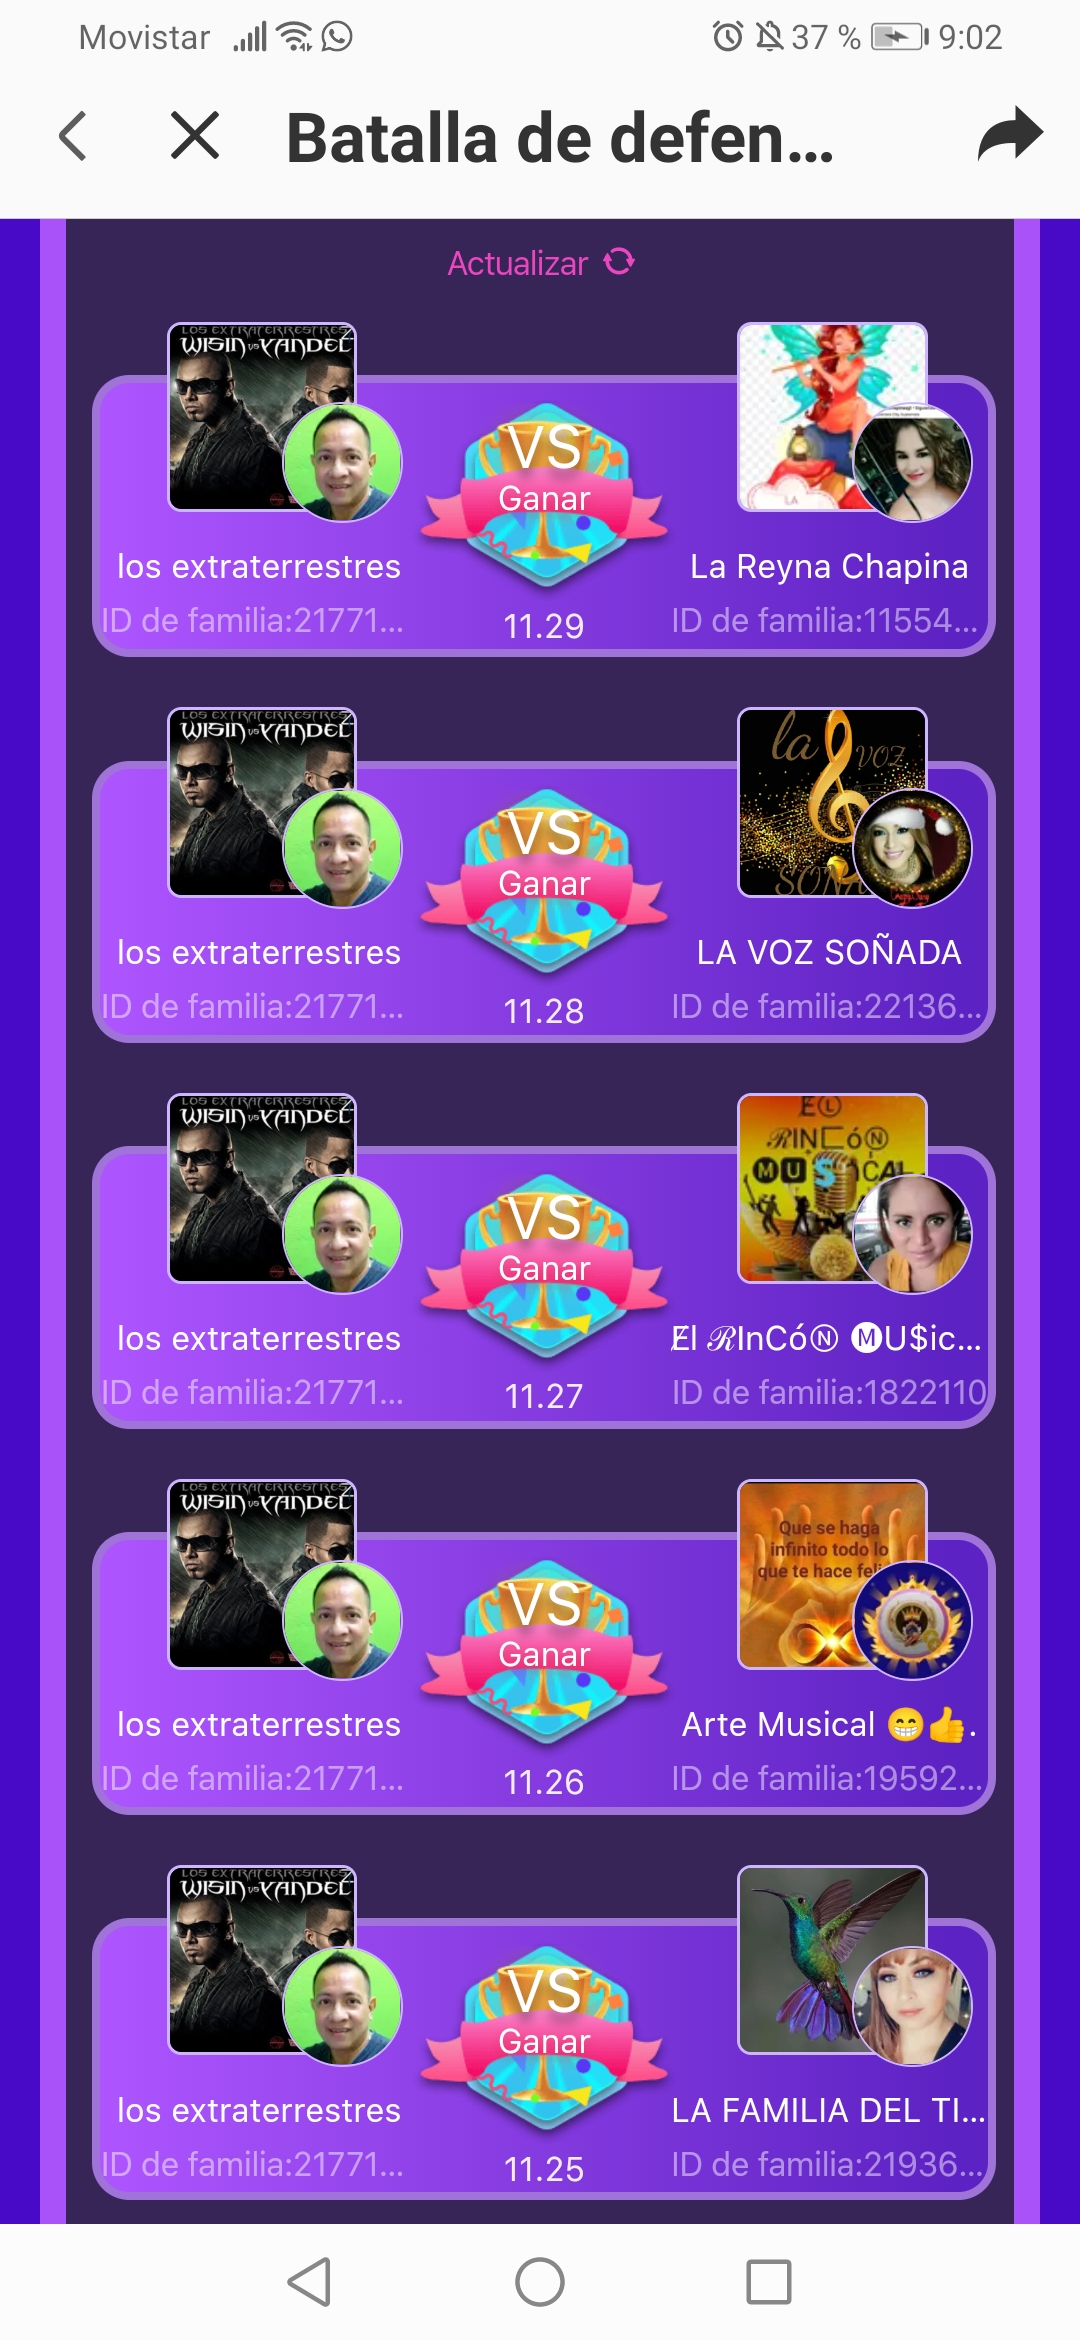 Movistar 37 % 9:02
Batalla de defen...
Actualizar
LOS EXTRATERRESTRES
WISIN vs YANDEL
LA
VS
Ganar
los extraterrestres
La Reyna Chapina
ID de familia:21771...
11.29
ID de familia:11554...
LOS EXTRATERRESTRES
WISIN vs YANDEL
la VOZ
VS
Ganar
los extraterrestres
LA VOZ SOÑADA
ID de familia:21771...
11.28
ID de familia:22136...
LOS EXTRATERRESTRES
WISIN vs YANDEL
EⓁ
ℛINCóⓃ
VS
Ganar
los extraterrestres
Ɇl ℛInCóⓃ 🅜U$ic...
ID de familia:21771...
11.27
ID de familia:1822110
LOS EXTRATERRESTRES
WISIN vs YANDEL
Que se haga
infinito todo lo
que te hace feli
VS
Ganar
los extraterrestres
Arte Musical 😁👍.
ID de familia:21771...
11.26
ID de familia:19592...
LOS EXTRATERRESTRES
WISIN vs YANDEL
VS
Ganar
los extraterrestres
LA FAMILIA DEL TI...
ID de familia:21771...
11.25
ID de familia:21936...